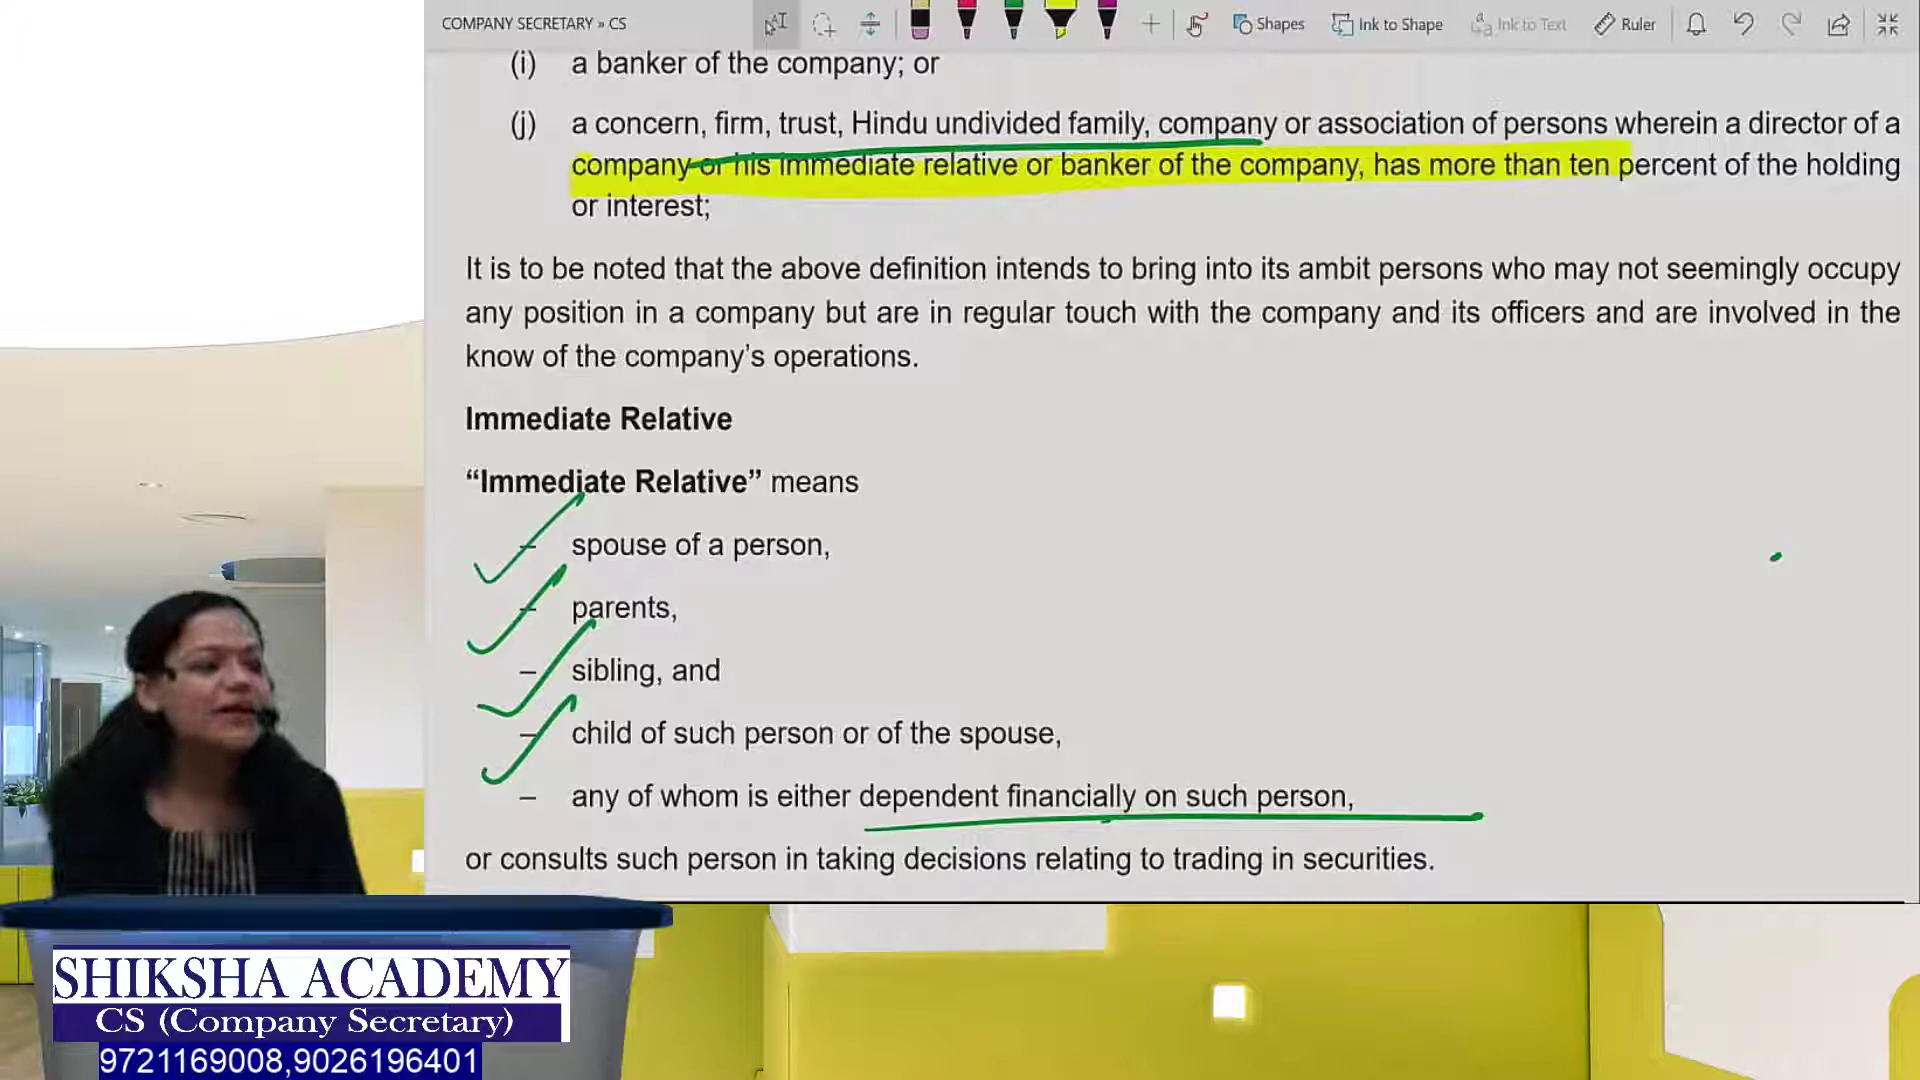 COMPANY SECRETARY » CS
Shapes
Ink to Shape
Ink to Text
Ruler
(i) a banker of the company; or
(j) a concern, firm, trust, Hindu undivided family, company or association of persons wherein a director of a
company or his immediate relative or banker of the company, has more than ten percent of the holding
or interest;
It is to be noted that the above definition intends to bring into its ambit persons who may not seemingly occupy
any position in a company but are in regular touch with the company and its officers and are involved in the
know of the company’s operations.
Immediate Relative
“Immediate Relative” means
– spouse of a person,
– parents,
– sibling, and
– child of such person or of the spouse,
– any of whom is either dependent financially on such person,
or consults such person in taking decisions relating to trading in securities.
SHIKSHA ACADEMY
CS (Company Secretary)
9721169008,9026196401